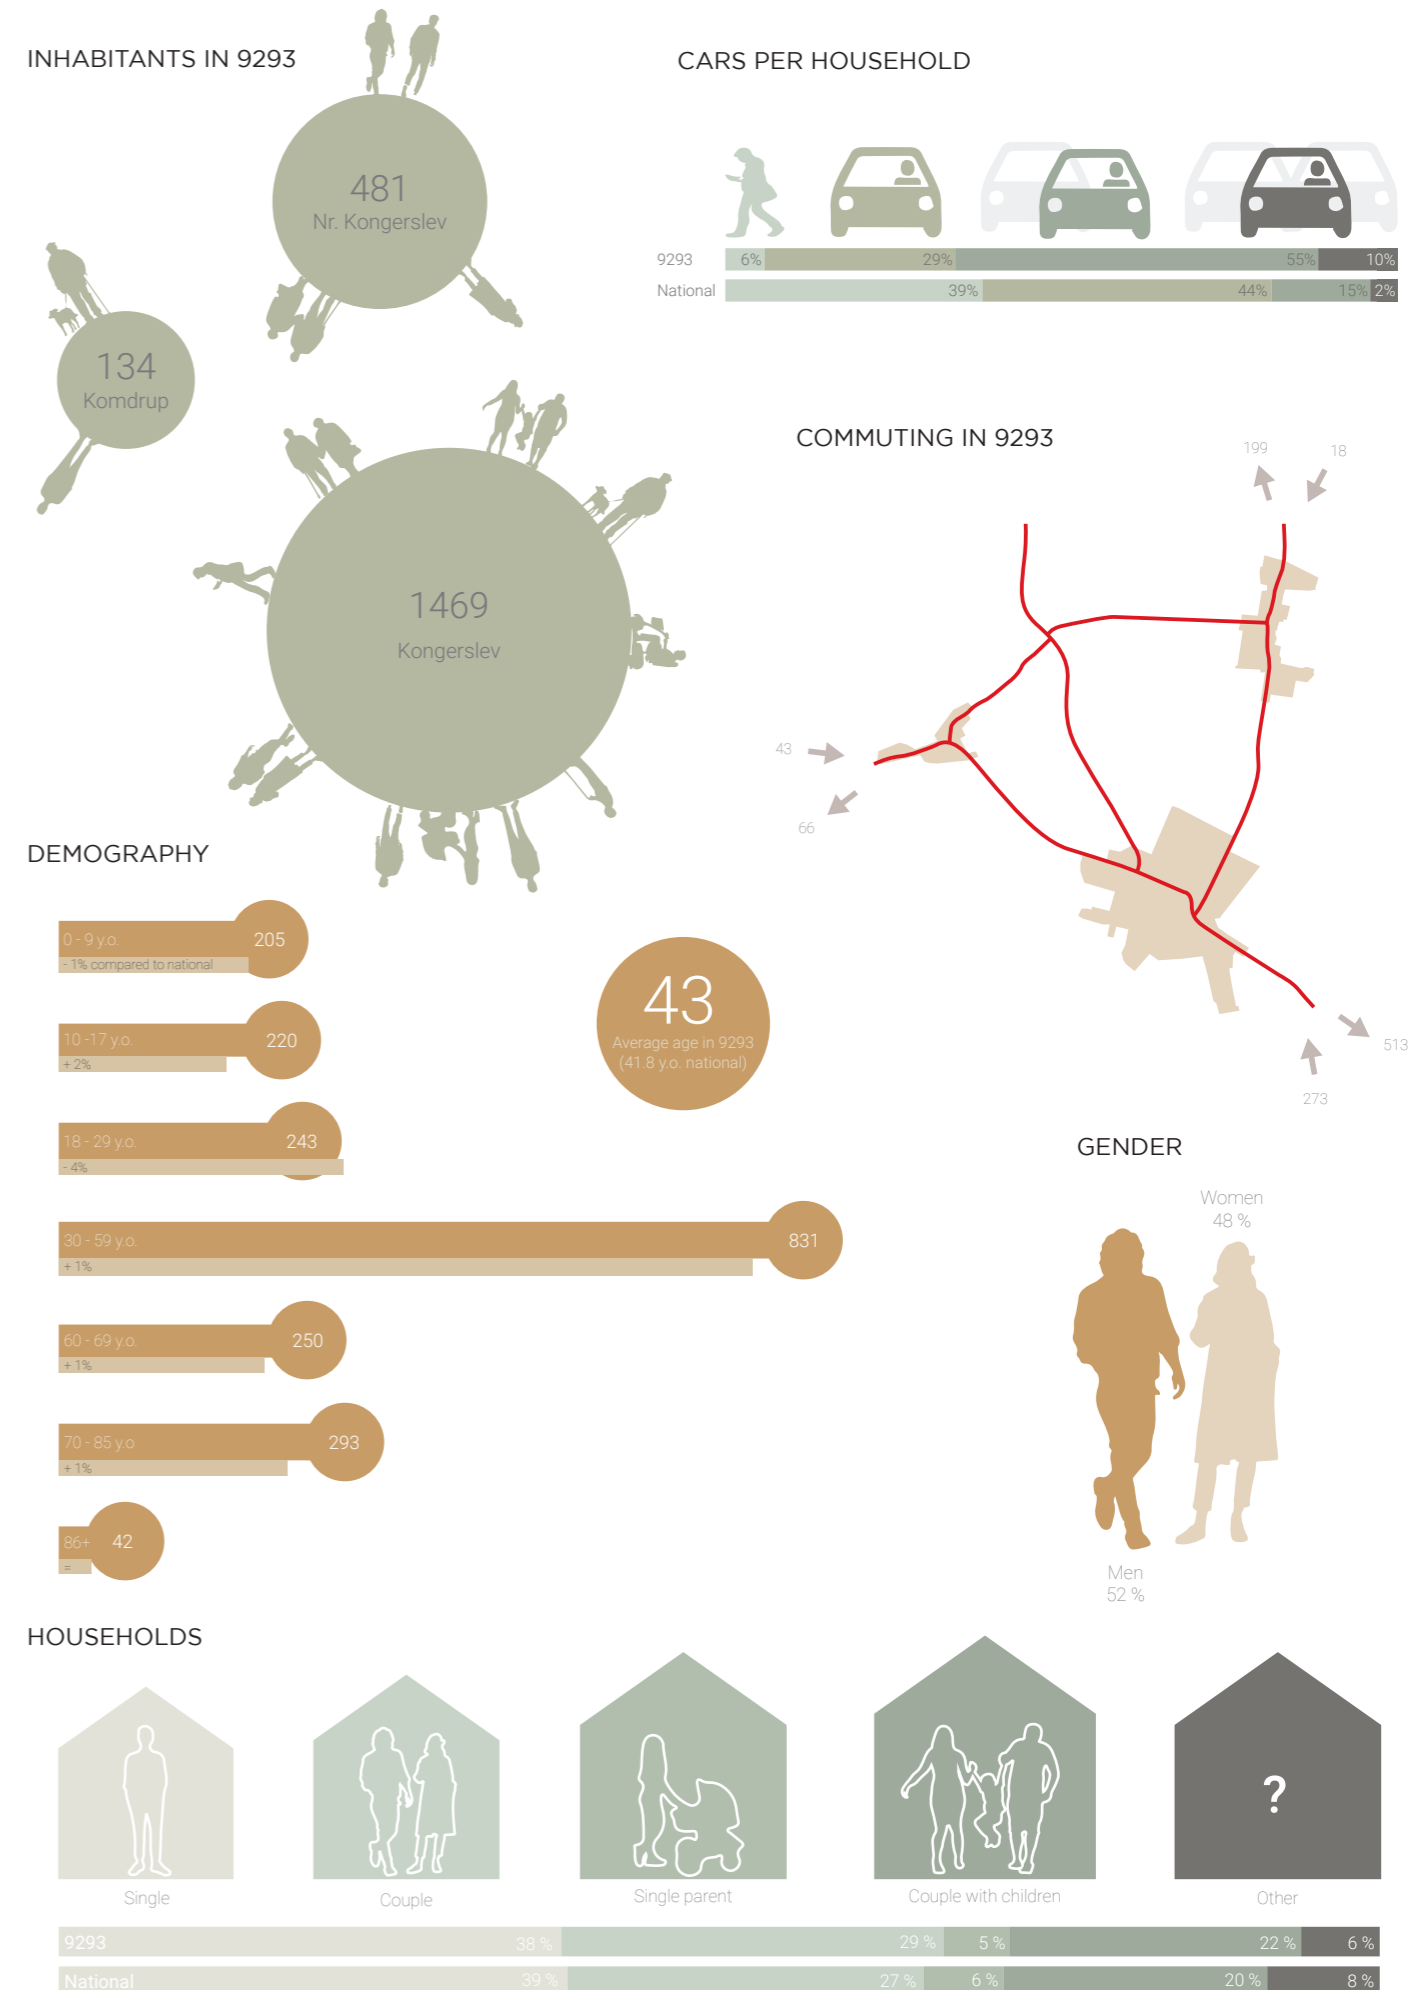 INHABITANTS IN 9293
481
Nr. Kongerslev
134
Komdrup
1469
Kongerslev
CARS PER HOUSEHOLD
9293 6% 29% 55% 10%
National 39% 44% 15% 2%
COMMUTING IN 9293
199
18
43
66
513
273
DEMOGRAPHY
0 - 9 y.o. 205
- 1% compared to national
10 -17 y.o. 220
+ 2%
18 - 29 y.o. 243
- 4%
30 - 59 y.o. 831
+ 1%
60 - 69 y.o. 250
+ 1%
70 - 85 y.o 293
+ 1%
86+ 42
=
43
Average age in 9293
(41.8 y.o. national)
GENDER
Women
48 %
Men
52 %
HOUSEHOLDS
?
Single Couple Single parent Couple with children Other
9293 38 % 29 % 5 % 22 % 6 %
National 39 % 27 % 6 % 20 % 8 %